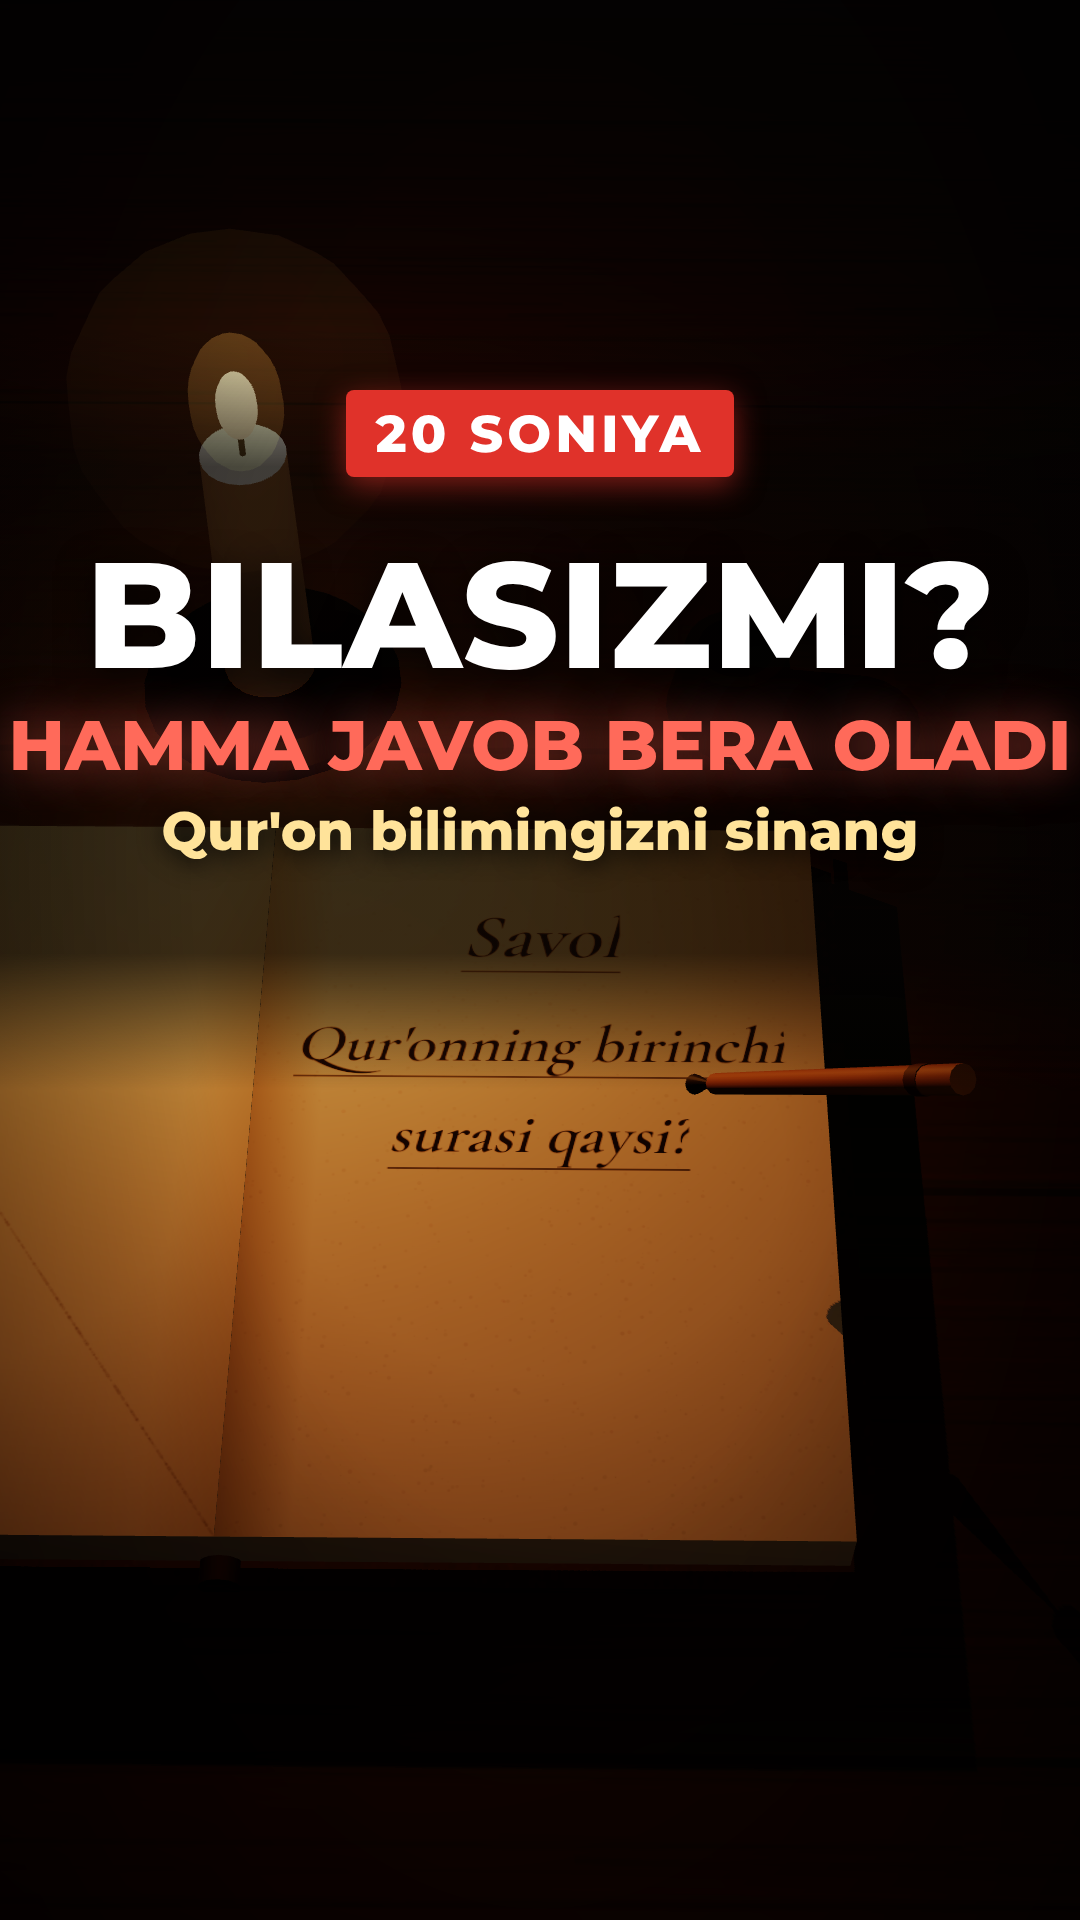 20 SONIYA
BILASIZMI?
HAMMA JAVOB BERA OLADI
Qur'on bilimingizni sinang
Savol
Qur'onning birinchi
surasi qaysi?